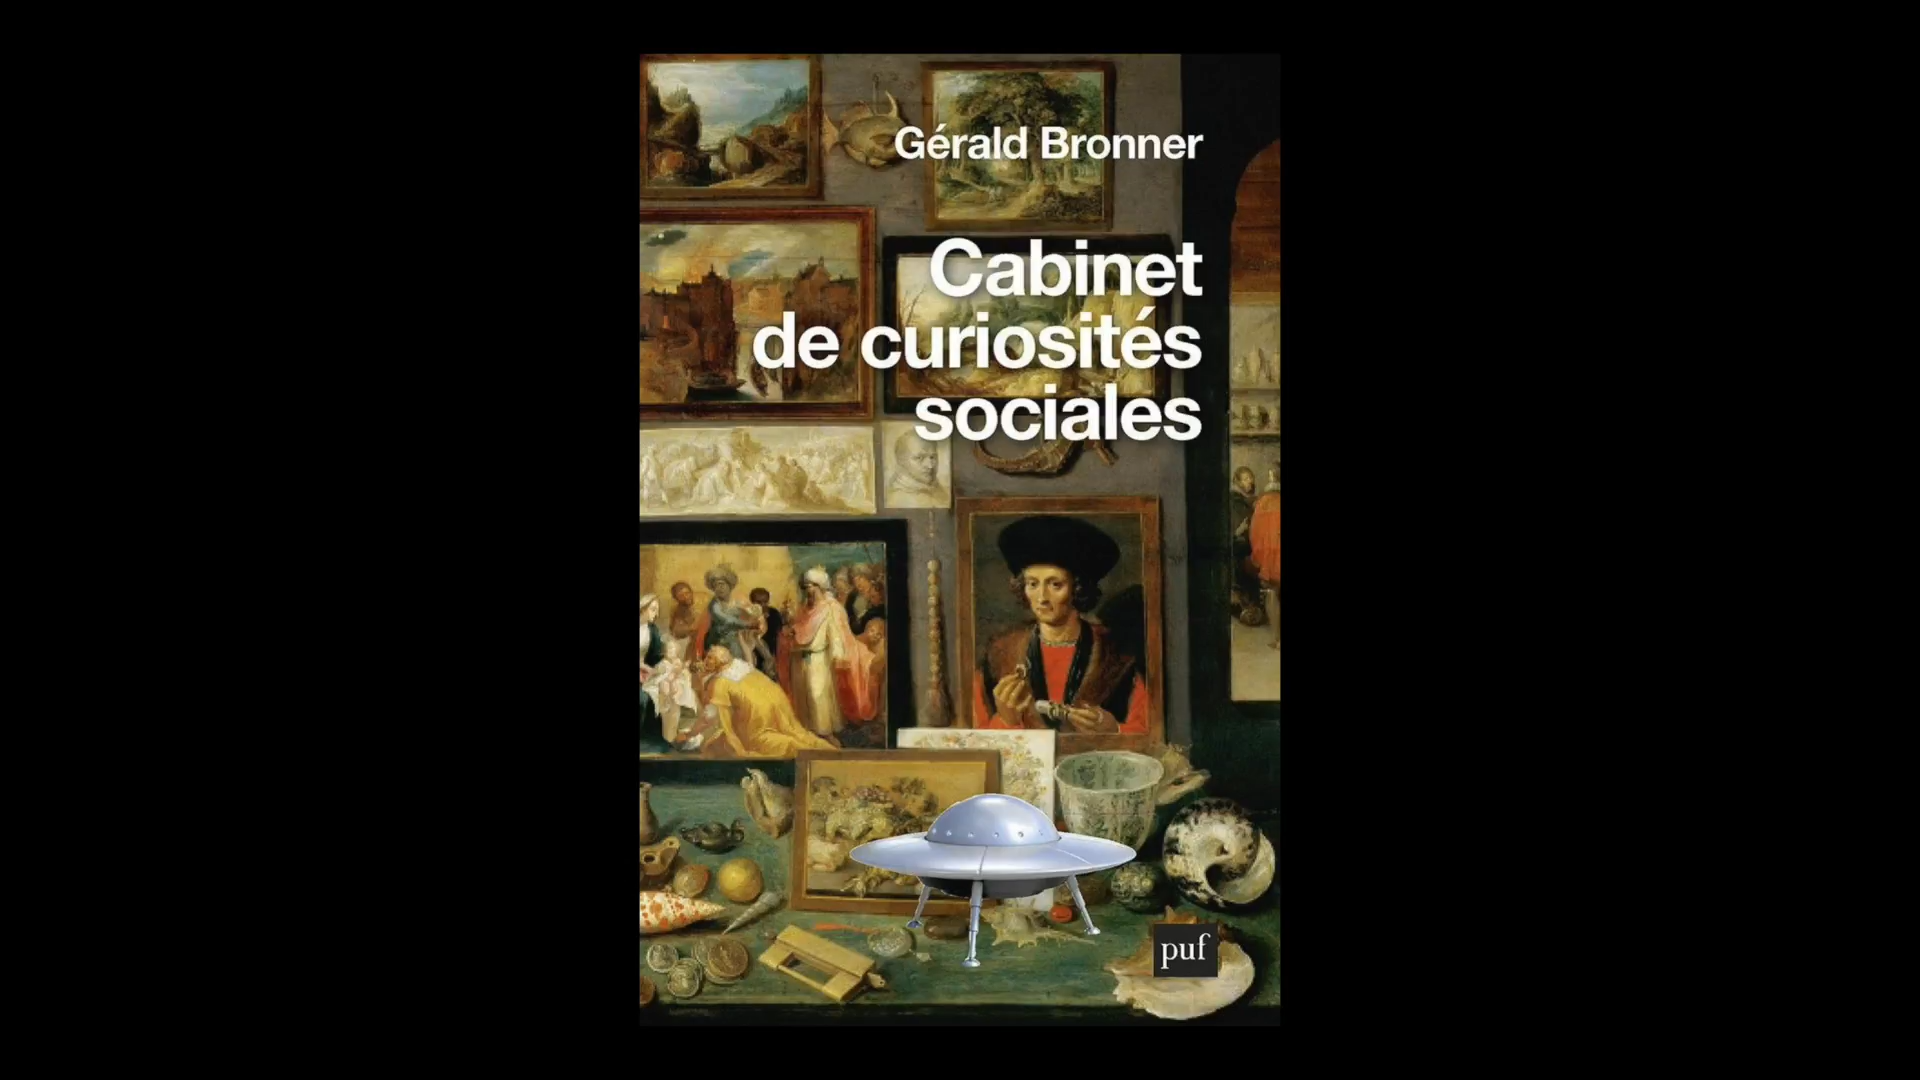 Gérald Bronner
Cabinet
de curiosités
sociales
puf